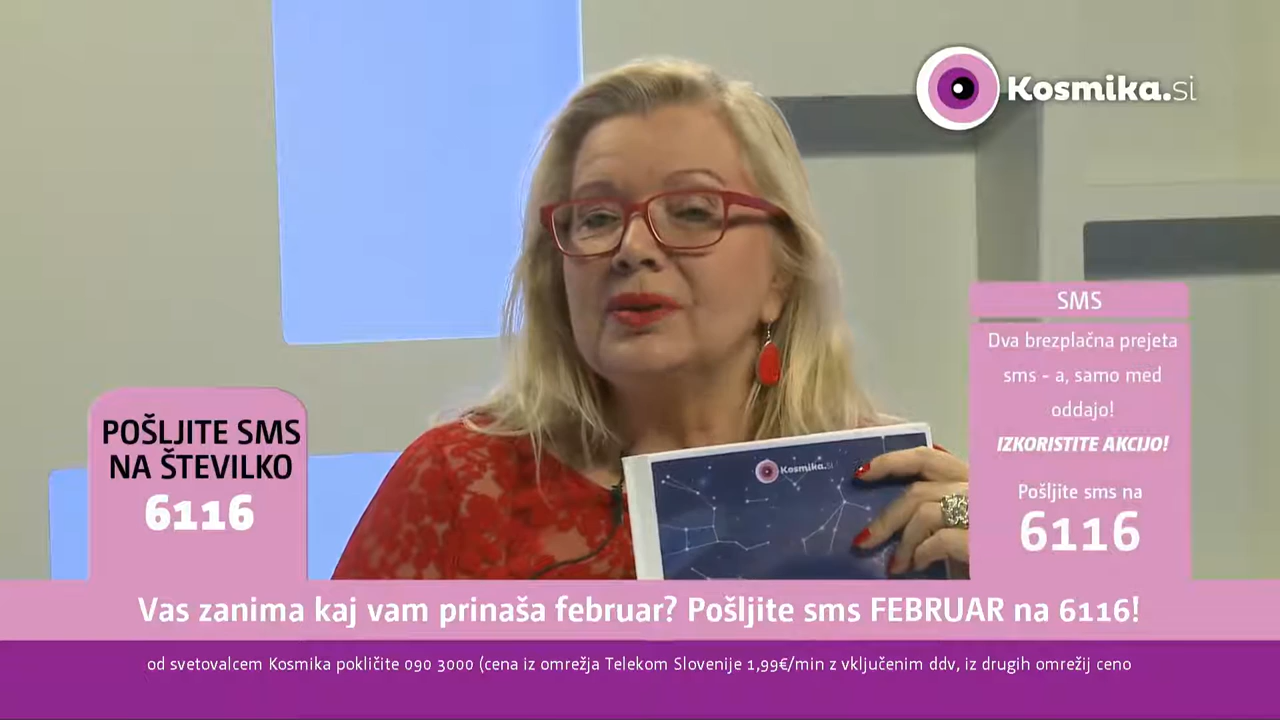 Kosmika.si
SMS
Dva brezplačna prejeta
sms - a, samo med
oddajo!
IZKORISTITE AKCIJO!
Pošljite sms na
6116
POŠLJITE SMS
NA ŠTEVILKO
6116
Kosmika.si
Vas zanima kaj vam prinaša februar? Pošljite sms FEBRUAR na 6116!
od svetovalcem Kosmika pokličite 090 3000 (cena iz omrežja Telekom Slovenije 1,99€/min z vključenim ddv, iz drugih omrežij ceno